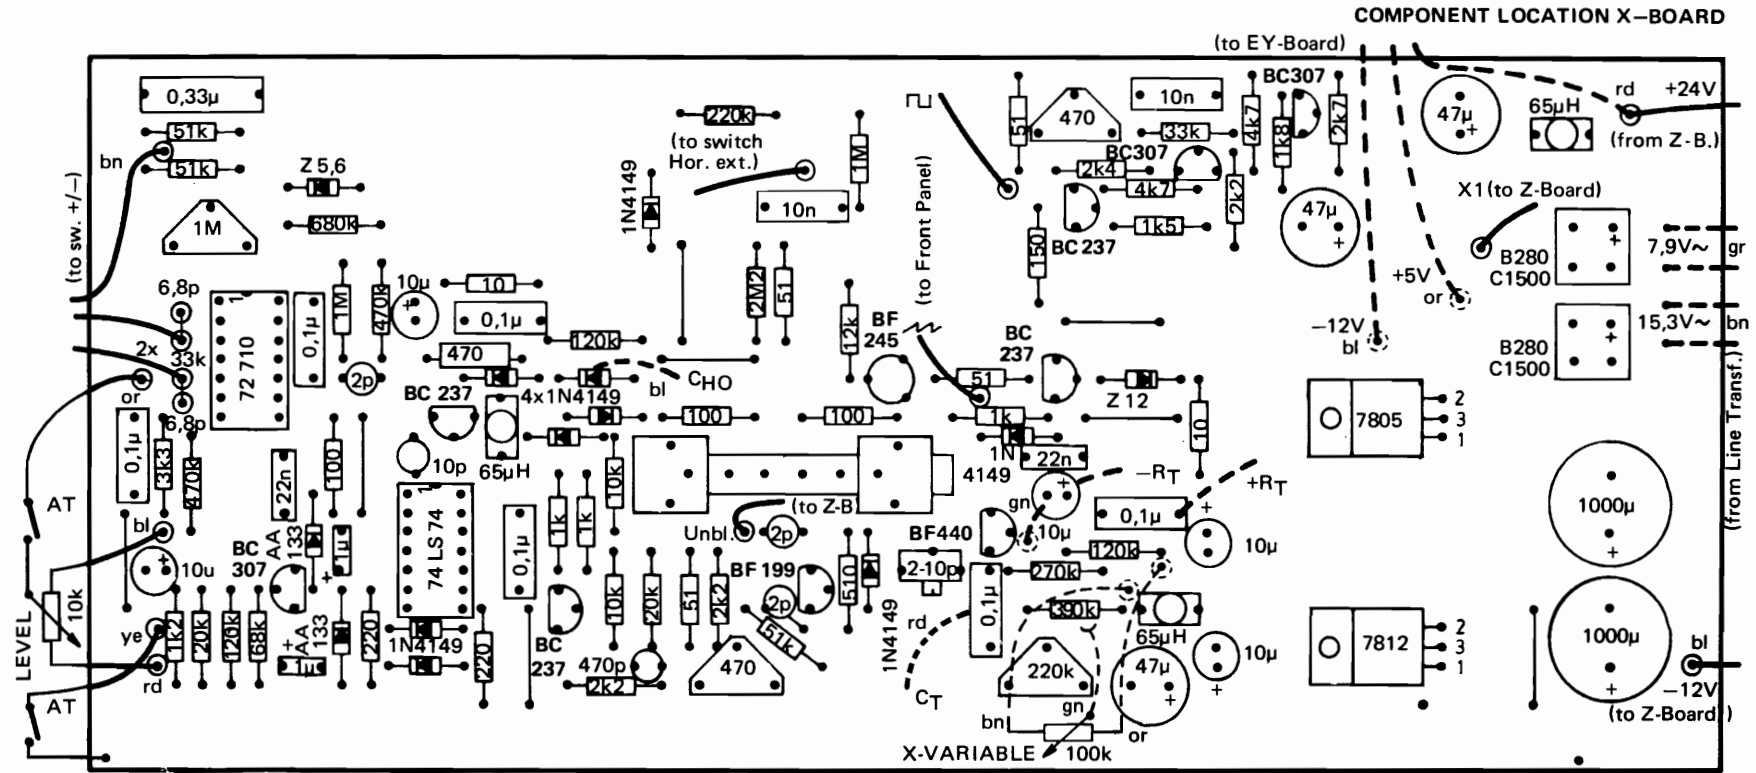 COMPONENT LOCATION X–BOARD
(to EY-Board)
0,33µ
51k
bn
51k
Z 5,6
680k
1M
(to sw. +/–)
220k
(to switch
Hor. ext.)
1N4149
10n
1M
(to Front Panel)
51
470
10n
33k
BC307
2k4
4k7
BC 237
1k5
150
2k2
4k7
1k8
BC307
2k7
47µ
+
47µ
+
65µH
rd
+24V
(from Z-B.)
X1(to Z-Board)
B280
C1500
+
7,9V~
gr
+5V
or
15,3V~
bn
B280
C1500
+
–12V
bl
6,8p
2x
33k
or
6,8p
1
72 710
0,1µ
1M
470k
10µ
+
10
0,1µ
470
2p
120k
bl
CHO
4x1N4149
BC 237
65µH
10p
100
100
2M2
51
12k
BF
245
BC
237
51
1k
1N
4149
22n
Z 12
10
7805
2
3
1
(from Line Transf.)
0,1µ
3k3
470k
22n
100
AT
bl
10u
+
BC
307
AA
133
1µ
+
1
74 LS 74
0,1µ
1k
1k
10k
(to Z-B
Unbl.
2p
–RT
gn
10µ
+
+RT
0,1µ
+
10µ
BF440
2-10p
120k
270k
1000µ
+
LEVEL
10k
ye
rd
1k2
20k
120k
68k
+
1µ
AA
133
220
1N4149
220
BC
237
470p
2k2
10k
20k
51
2k2
BF 199
2p
51k
470
510
1N4149
rd
CT
0,1µ
390k
65µH
220k
47µ
+
10µ
+
gn
bn
or
X-VARIABLE
100k
7812
2
3
1
1000µ
+
bl
–12V
(to Z-Board)
AT